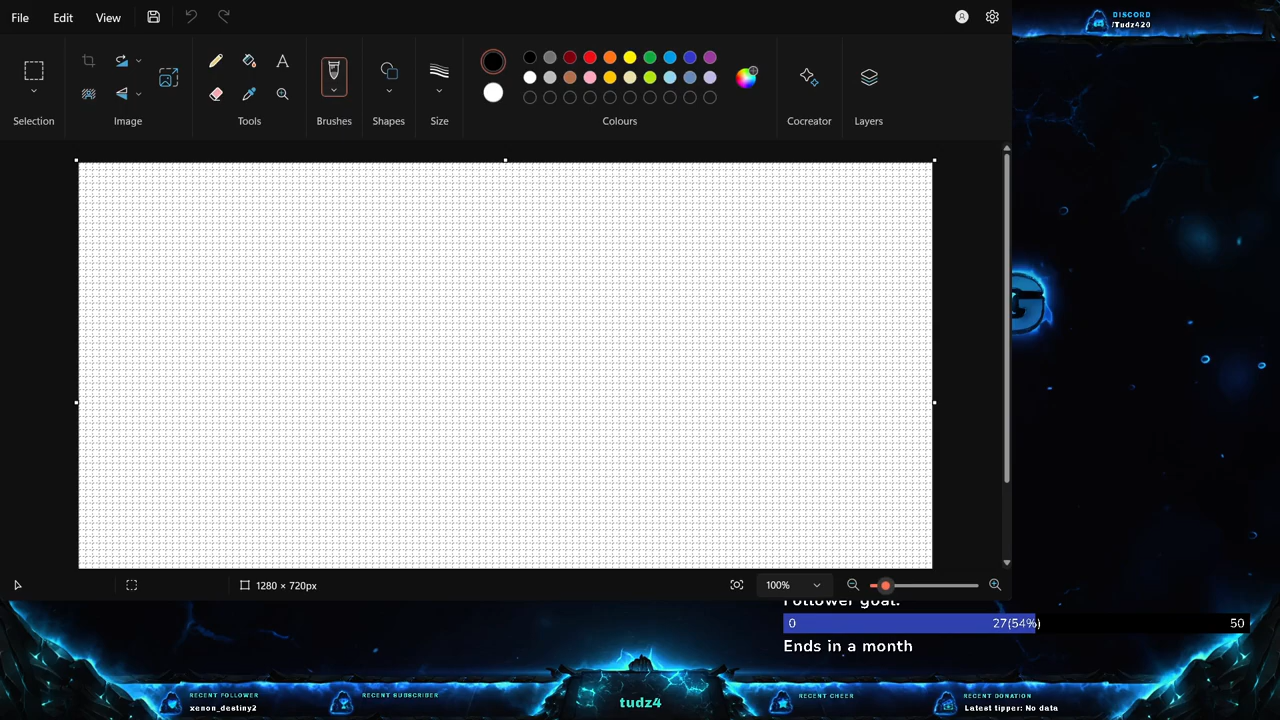 File Edit View
DISCORD
/Tudz420
Selection Image Tools Brushes Shapes Size Colours Cocreator Layers
A
G
1280 × 720px 100%
Follower goal:
0 27(54%) 50
Ends in a month
RECENT FOLLOWER
xenon_destiny2
RECENT SUBSCRIBER
tudz4
RECENT CHEER
RECENT DONATION
Latest tipper: No data